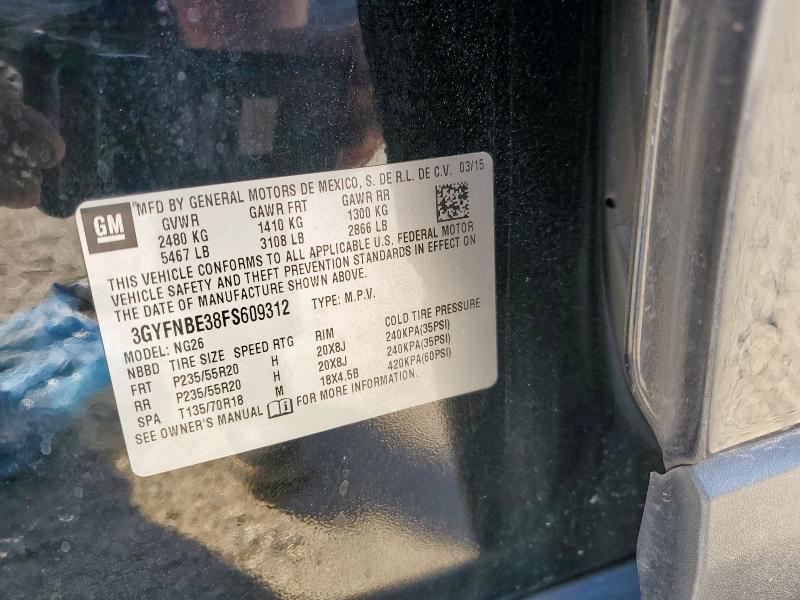 GM
"MFD BY GENERAL MOTORS DE MEXICO, S. DE R.L. DE C.V. 03/15
GVWR GAWR FRT GAWR RR
2480 KG 1410 KG 1300 KG
5467 LB 3108 LB 2866 LB
THIS VEHICLE CONFORMS TO ALL APPLICABLE U.S. FEDERAL MOTOR
VEHICLE SAFETY AND THEFT PREVENTION STANDARDS IN EFFECT ON
THE DATE OF MANUFACTURE SHOWN ABOVE.
3GYFNBE38FS609312 TYPE: M.P.V.
MODEL: NG26
NBBD TIRE SIZE SPEED RTG RIM COLD TIRE PRESSURE
FRT P235/55R20 H 20X8J 240KPA(35PSI)
RR P235/55R20 H 20X8J 240KPA(35PSI)
SPA T135/70R18 M 18X4.5B 420KPA(60PSI)
SEE OWNER'S MANUAL FOR MORE INFORMATION.